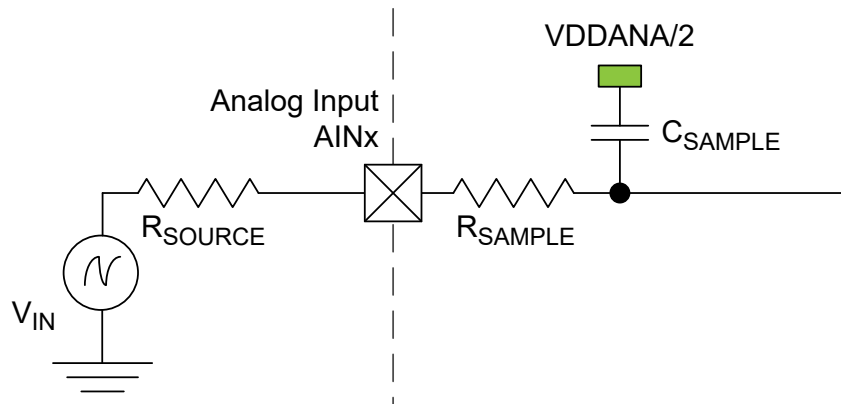 VDDANA/2
Analog Input
AINx
CSAMPLE
RSOURCE
RSAMPLE
VIN